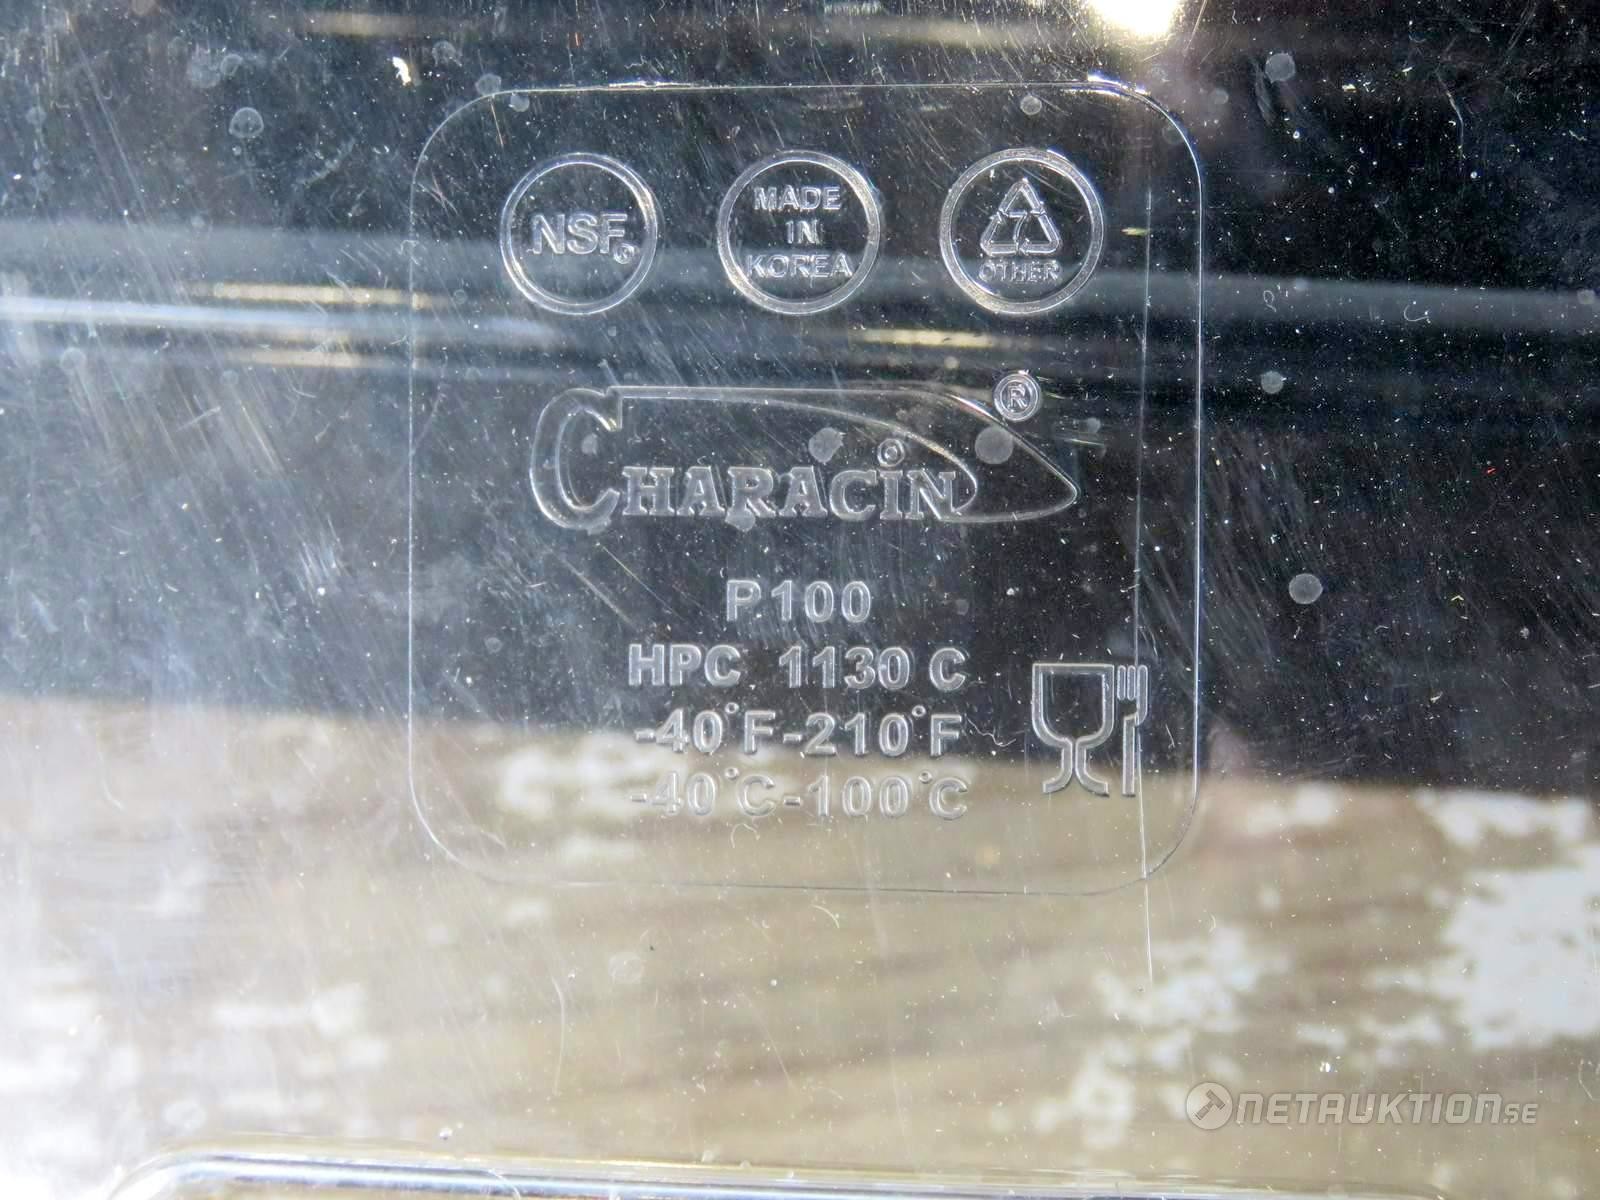 NSF®
MADE
IN
KOREA
7
OTHER
CHARACIN®
P100
HPC 1130 C
-40°F-210°F
-40°C-100°C
NETAUKTION.SE